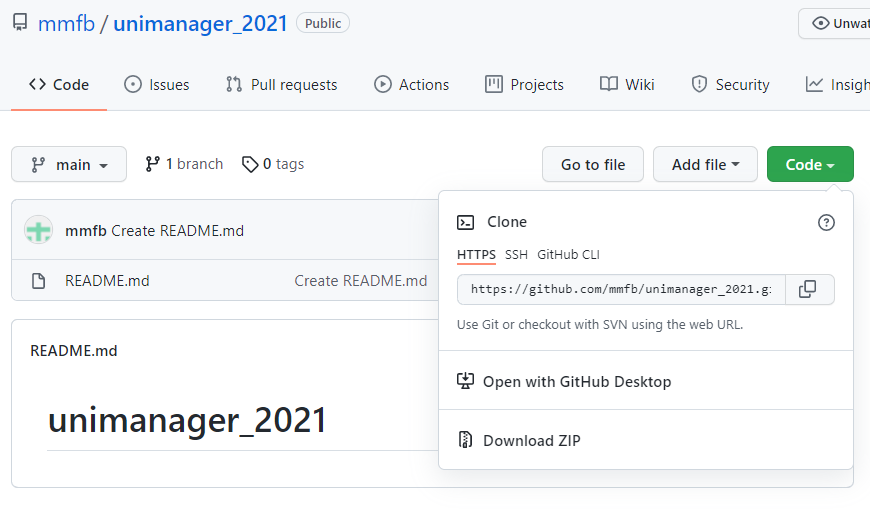 mmfb / unimanager_2021 Public
Unwat
Code Issues Pull requests Actions Projects Wiki Security Insigh
main 1 branch 0 tags Go to file Add file Code
mmfb Create README.md
README.md Create README.md
Clone
HTTPS SSH GitHub CLI
https://github.com/mmfb/unimanager_2021.gi
Use Git or checkout with SVN using the web URL.
Open with GitHub Desktop
Download ZIP
README.md
unimanager_2021